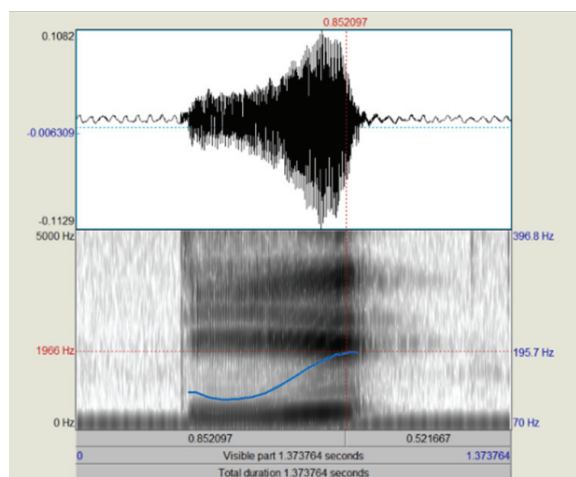 0.852097
0.1082
-0.006309
-0.1129
5000 Hz
396.8 Hz
1966 Hz
195.7 Hz
0 Hz
70 Hz
0.852097
0.521667
0
Visible part 1.373764 seconds
1.373764
Total duration 1.373764 seconds